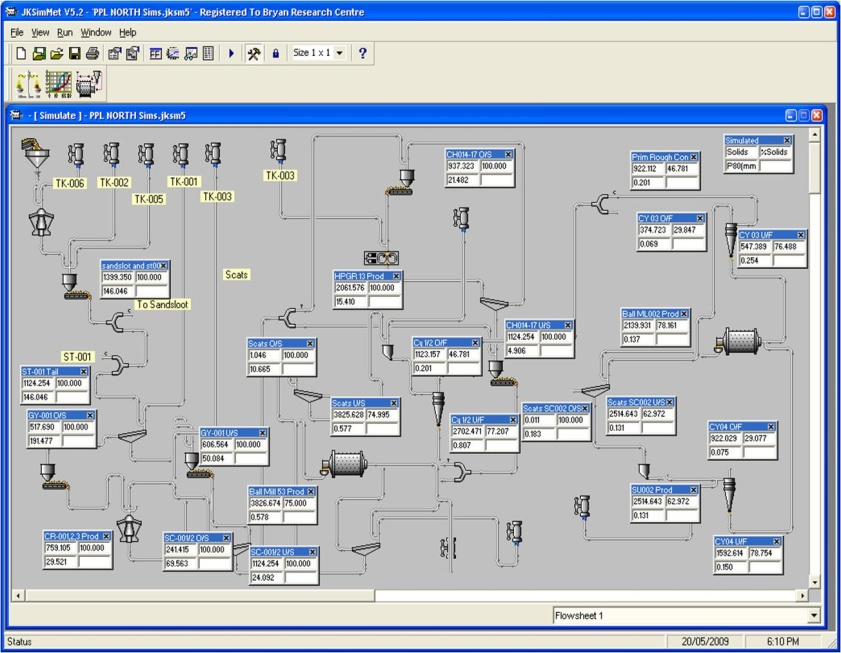 JKSimMet V5.2 - 'PPL NORTH Sims.jksm5' - Registered To Bryan Research Centre
File View Run Window Help
Size 1 x 1
- [ Simulate ] - PPL NORTH Sims.jksm5
TK-006
TK-002
TK-005
TK-001
TK-003
TK-003
CH014-17 O/S
937.323 100.000
21.482
Prim Rough Con
922.112 46.781
0.201
Simulated
Solids %Solids
P80(mm
CY 03 O/F
374.723 29.847
0.069
CY 03 U/F
547.389 76.488
0.254
sandslot and st00
1399.350 100.000
146.046
To Sandsloot
Scats
HPGR 13 Prod
2061.576 100.000
15.410
Ball ML002 Prod
2139.931 78.161
0.137
CH014-17 U/S
1124.254 100.000
4.906
Scats O/S
1.046 100.000
10.665
Cq 1/2 O/F
1123.157 46.781
0.201
ST-001
ST-001 Tail
1124.254 100.000
146.046
Scats U/S
3825.628 74.995
0.577
Cq 1/2 U/F
2702.471 77.207
0.807
Scats SC002 O/S
0.011 100.000
0.183
Scats SC002 U/S
2514.643 62.972
0.131
GY-001 O/S
517.690 100.000
191.477
GY-001 U/S
606.564 100.000
50.084
CY04 O/F
922.029 29.077
0.075
Ball Mill 53 Prod
3826.674 75.000
0.578
SU002 Prod
2514.643 62.972
0.131
CR-001,2,3 Prod
759.105 100.000
29.521
SC-001/2 O/S
241.415 100.000
69.563
SC-001/2 U/S
1124.254 100.000
24.092
CY04 U/F
1592.614 78.754
0.150
Flowsheet 1
Status 20/05/2009 6:10 PM